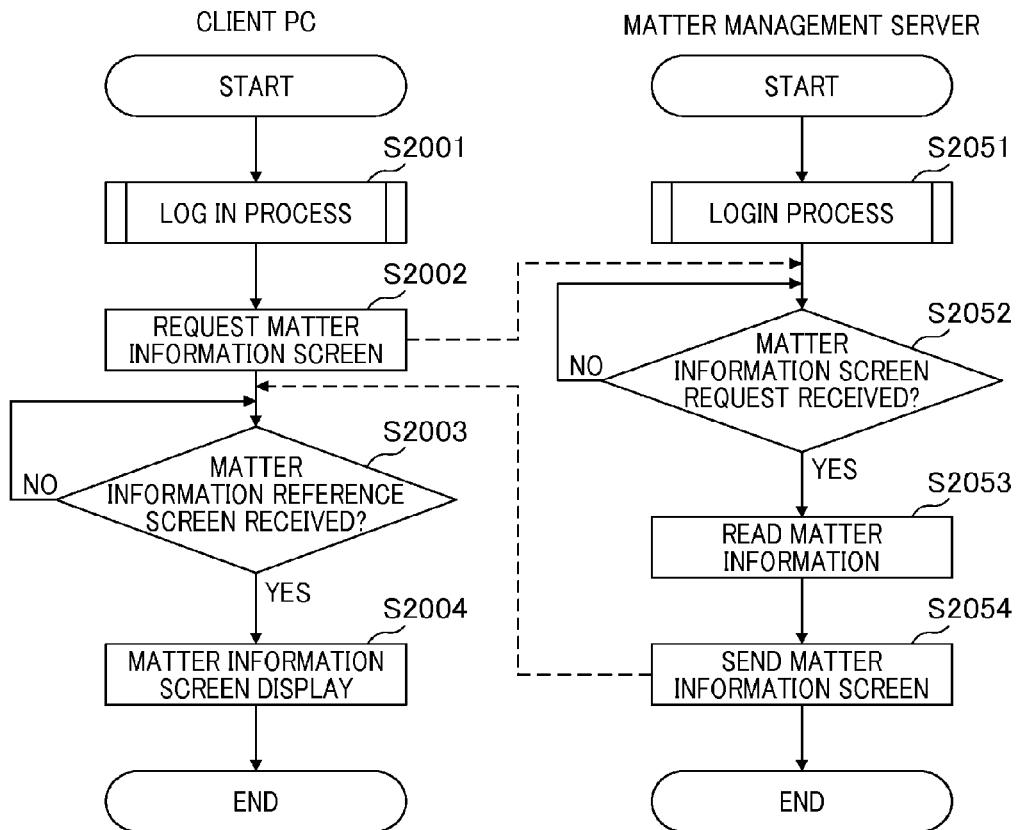 CLIENT PC
START
S2001
LOG IN PROCESS
S2002
REQUEST MATTER
INFORMATION SCREEN
S2003
MATTER
INFORMATION REFERENCE
SCREEN RECEIVED?
NO
YES
S2004
MATTER INFORMATION
SCREEN DISPLAY
END
MATTER MANAGEMENT SERVER
START
S2051
LOGIN PROCESS
S2052
MATTER
INFORMATION SCREEN
REQUEST RECEIVED?
NO
YES
S2053
READ MATTER
INFORMATION
S2054
SEND MATTER
INFORMATION SCREEN
END